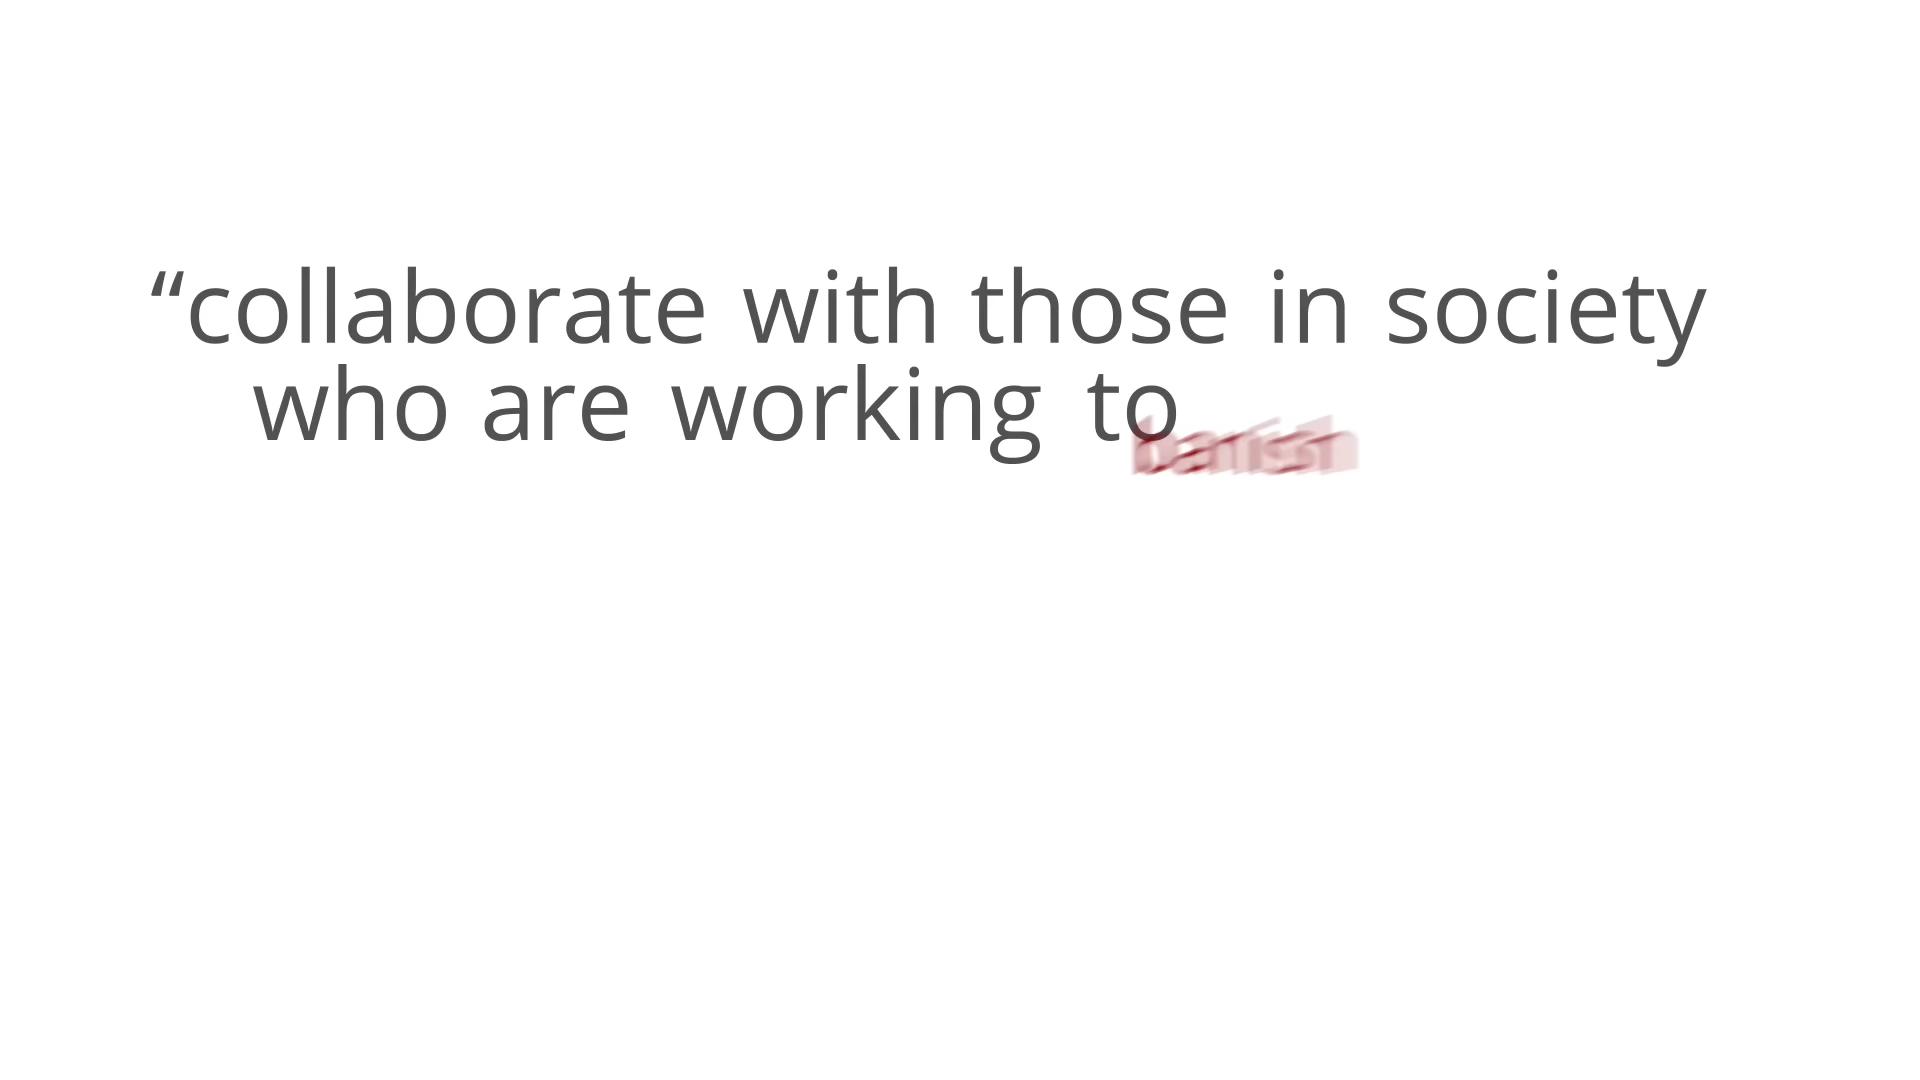 “collaborate with those in society
who are working to
banish